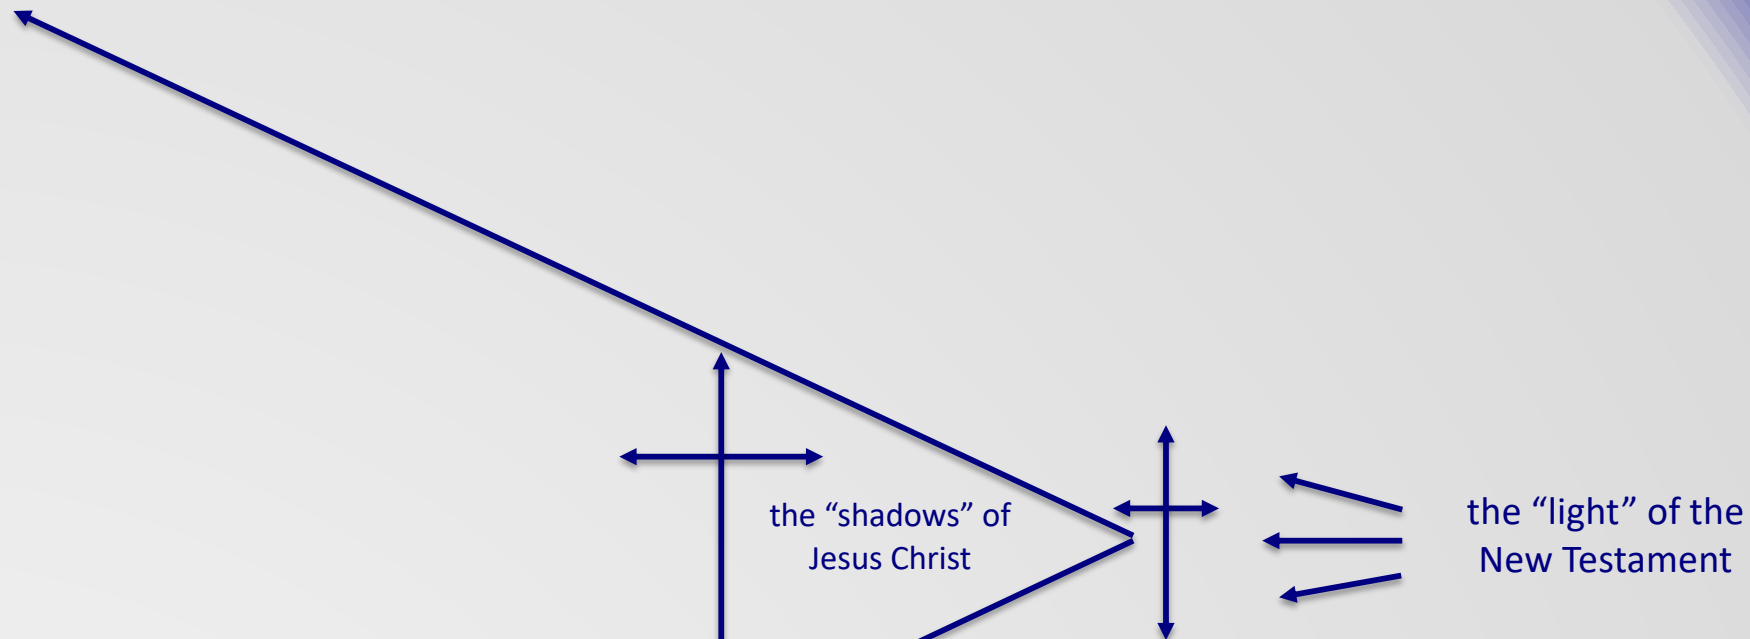 the “shadows” of
Jesus Christ
the “light” of the
New Testament